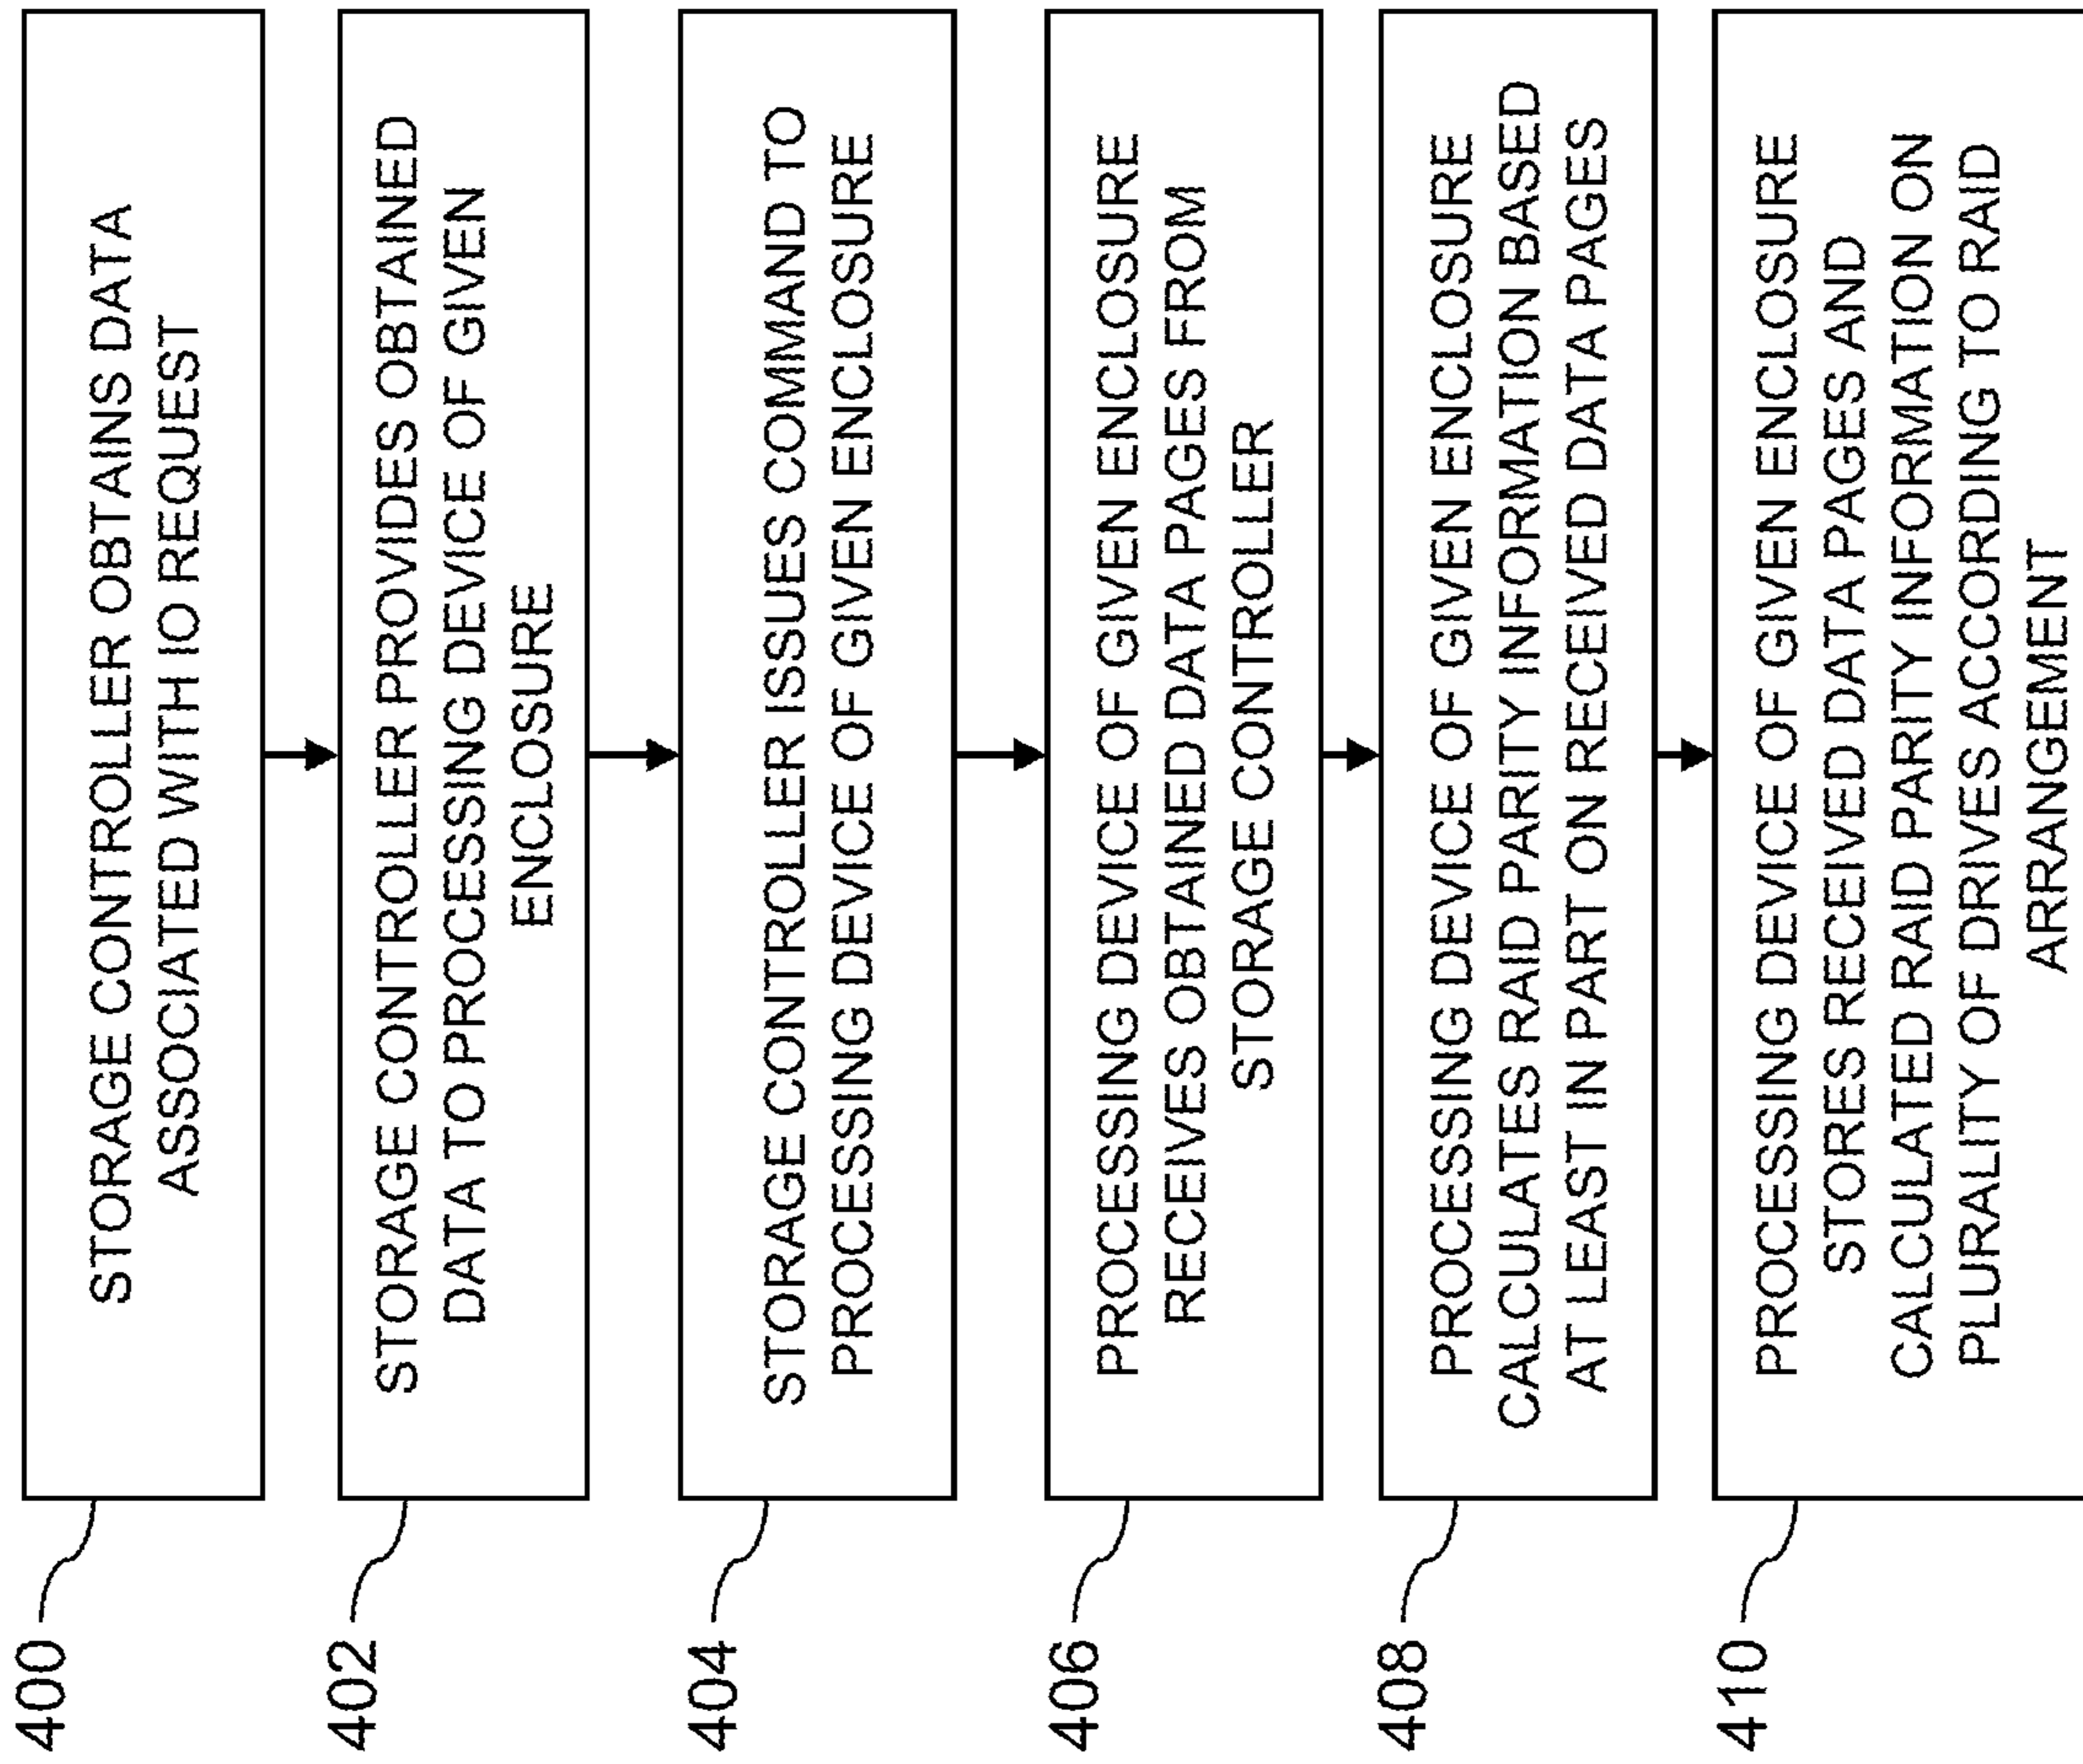 400
STORAGE CONTROLLER OBTAINS DATA
ASSOCIATED WITH IO REQUEST
402
STORAGE CONTROLLER PROVIDES OBTAINED
DATA TO PROCESSING DEVICE OF GIVEN
ENCLOSURE
404
STORAGE CONTROLLER ISSUES COMMAND TO
PROCESSING DEVICE OF GIVEN ENCLOSURE
406
PROCESSING DEVICE OF GIVEN ENCLOSURE
RECEIVES OBTAINED DATA PAGES FROM
STORAGE CONTROLLER
408
PROCESSING DEVICE OF GIVEN ENCLOSURE
CALCULATES RAID PARITY INFORMATION BASED
AT LEAST IN PART ON RECEIVED DATA PAGES
410
PROCESSING DEVICE OF GIVEN ENCLOSURE
STORES RECEIVED DATA PAGES AND
CALCULATED RAID PARITY INFORMATION ON
PLURALITY OF DRIVES ACCORDING TO RAID
ARRANGEMENT